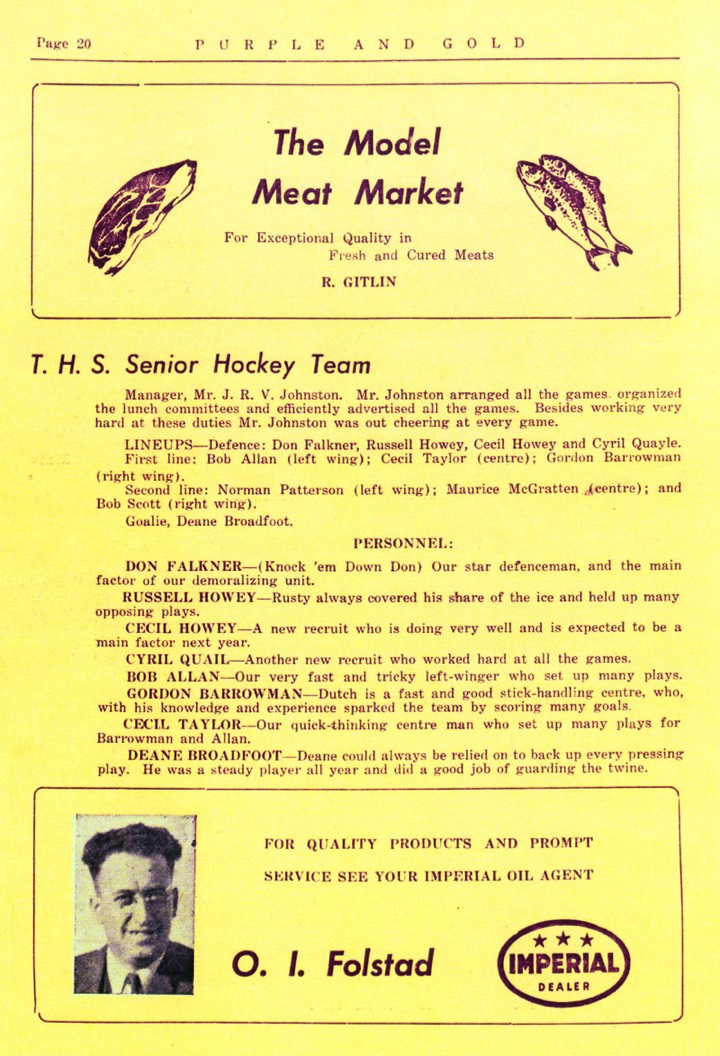 Page 20 PURPLE AND GOLD
The Model
Meat Market
For Exceptional Quality in
Fresh and Cured Meats
R. GITLIN
T. H. S. Senior Hockey Team
Manager, Mr. J. R. V. Johnston. Mr. Johnston arranged all the games. organized
the lunch committees and efficiently advertised all the games. Besides working very
hard at these duties Mr. Johnston was out cheering at every game.
LINEUPS—Defence: Don Falkner, Russell Howey, Cecil Howey and Cyril Quayle.
First line: Bob Allan (left wing); Cecil Taylor (centre); Gordon Barrowman
(right wing).
Second line: Norman Patterson (left wing); Maurice McGratten (centre); and
Bob Scott (right wing).
Goalie, Deane Broadfoot.
PERSONNEL:
DON FALKNER—(Knock 'em Down Don) Our star defenceman, and the main
factor of our demoralizing unit.
RUSSELL HOWEY—Rusty always covered his share of the ice and held up many
opposing plays.
CECIL HOWEY—A new recruit who is doing very well and is expected to be a
main factor next year.
CYRIL QUAIL—Another new recruit who worked hard at all the games.
BOB ALLAN—Our very fast and tricky left-winger who set up many plays.
GORDON BARROWMAN—Dutch is a fast and good stick-handling centre, who,
with his knowledge and experience sparked the team by scoring many goals.
CECIL TAYLOR—Our quick-thinking centre man who set up many plays for
Barrowman and Allan.
DEANE BROADFOOT—Deane could always be relied on to back up every pressing
play. He was a steady player all year and did a good job of guarding the twine.
FOR QUALITY PRODUCTS AND PROMPT
SERVICE SEE YOUR IMPERIAL OIL AGENT
O. I. Folstad
IMPERIAL
DEALER